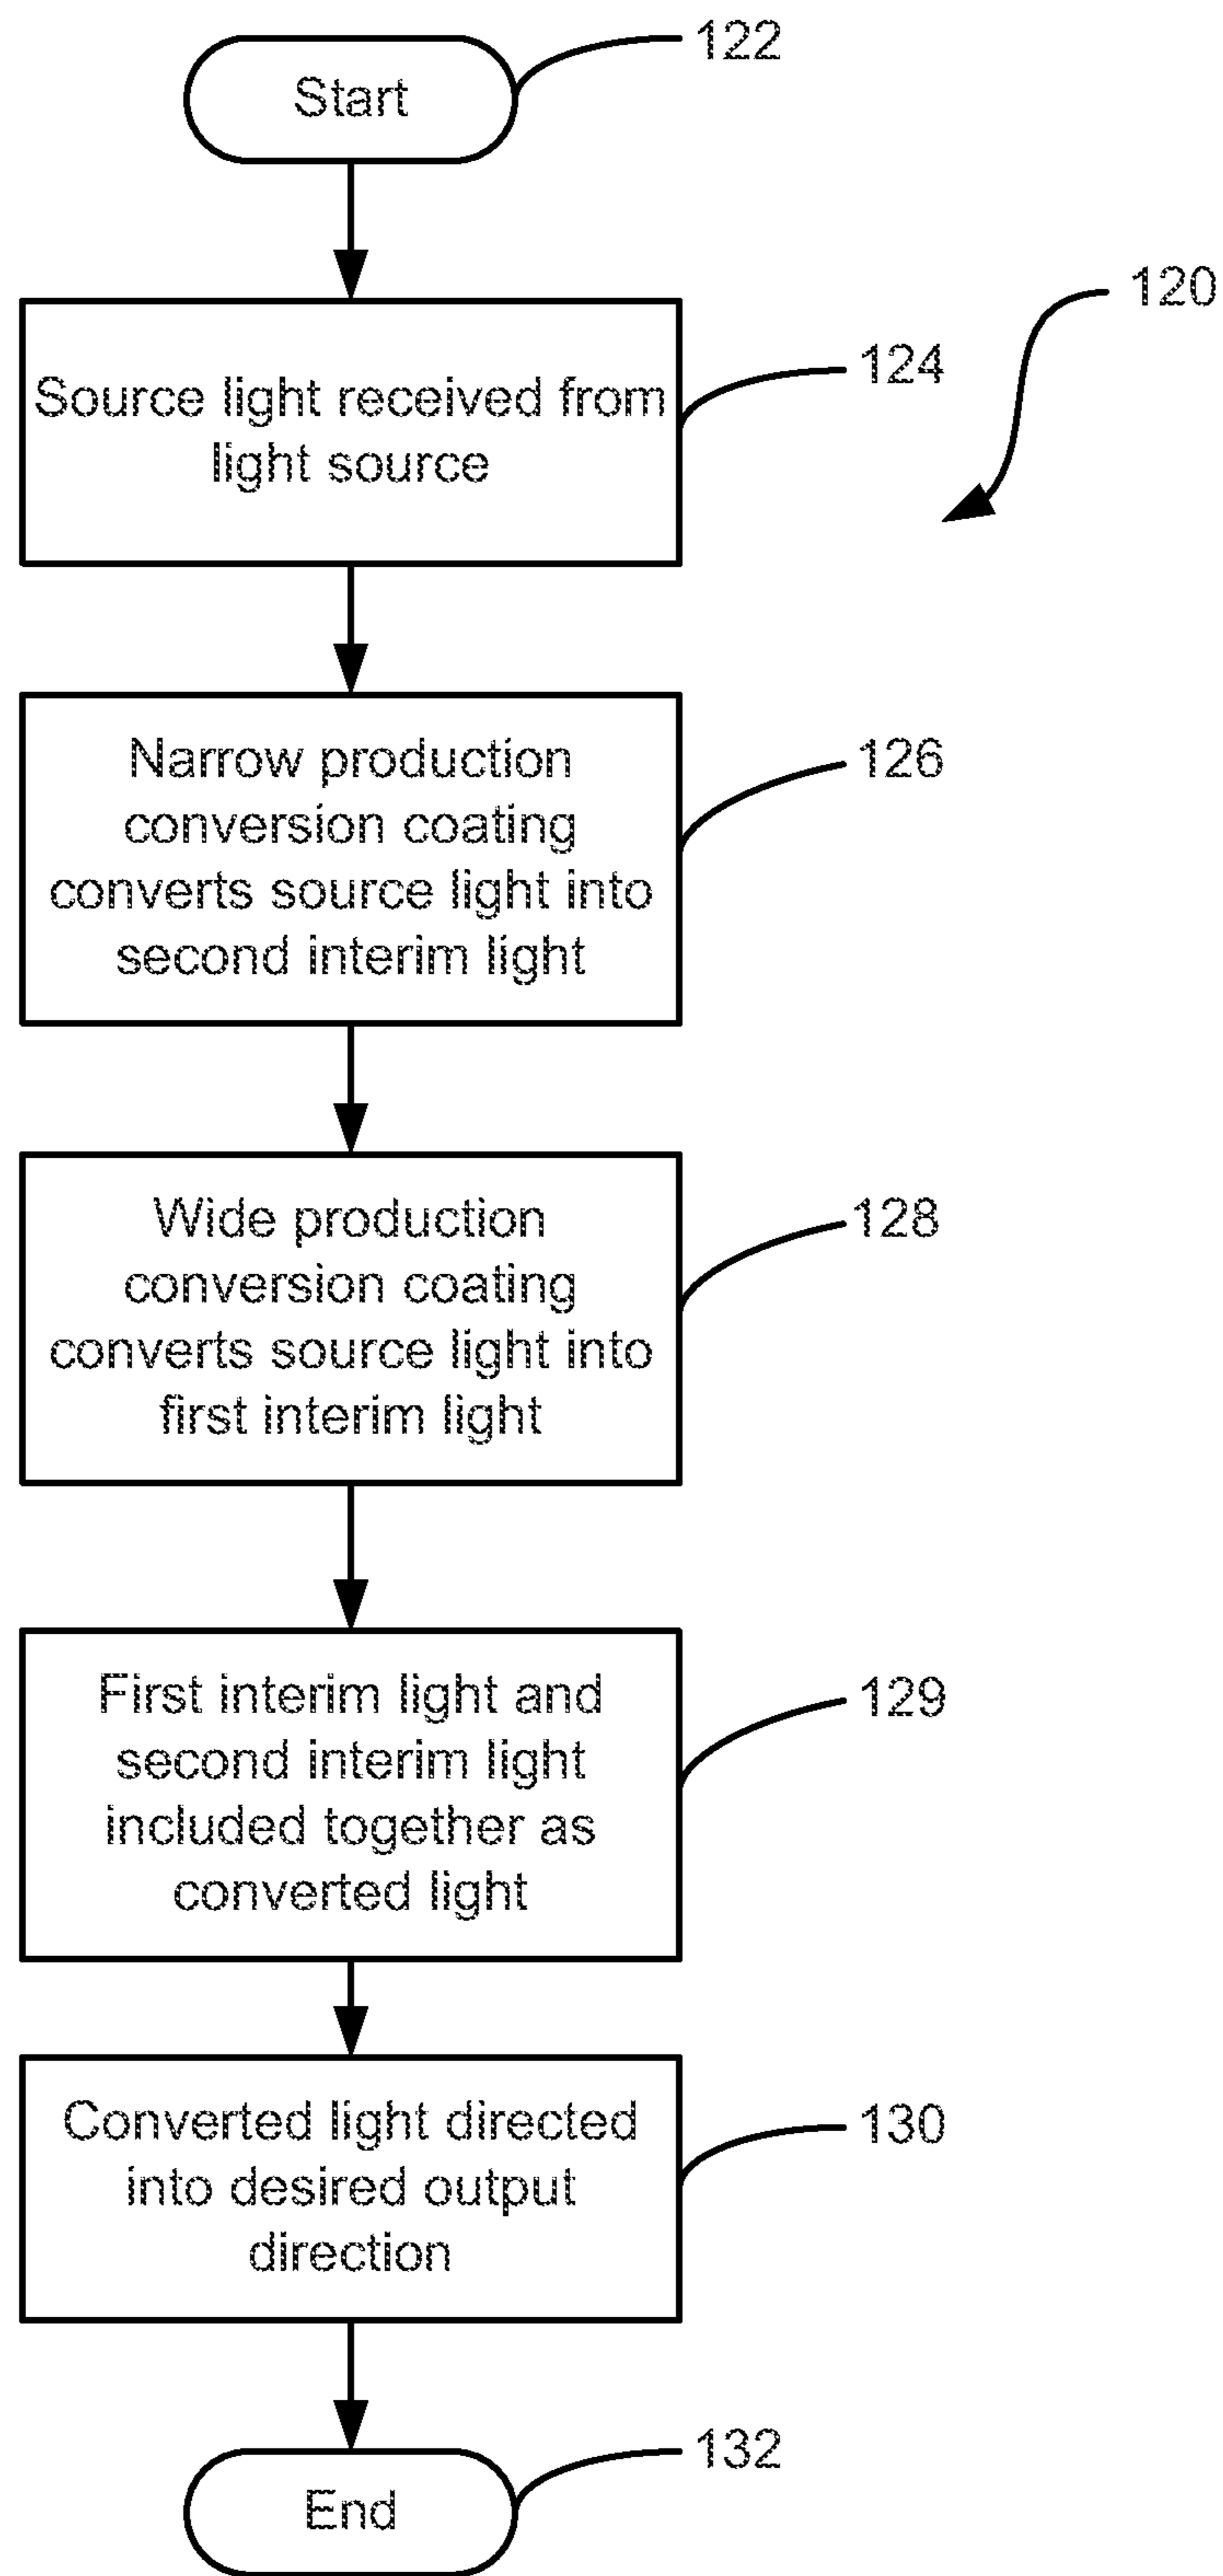 122
Start
120
124
Source light received from
light source
126
Narrow production
conversion coating
converts source light into
second interim light
128
Wide production
conversion coating
converts source light into
first interim light
129
First interim light and
second interim light
included together as
converted light
130
Converted light directed
into desired output
direction
132
End